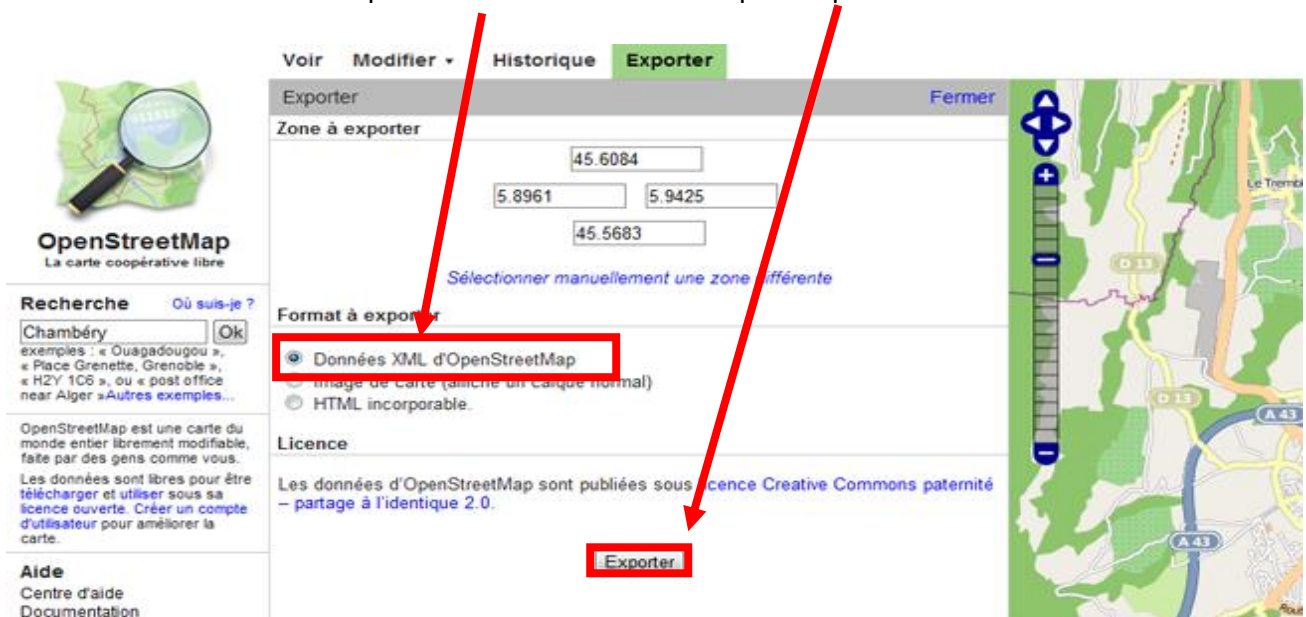 Voir Modifier Historique Exporter
Exporter Fermer
Zone à exporter
45.6084
5.8961 5.9425
45.5683
Sélectionner manuellement une zone différente
Format à exporter
Données XML d'OpenStreetMap
Image de carte (affiche un calque normal)
HTML incorporable.
Licence
Les données d'OpenStreetMap sont publiées sous licence Creative Commons paternité
– partage à l'identique 2.0.
Exporter
OpenStreetMap
La carte coopérative libre
Recherche Où suis-je ?
Chambéry Ok
exemples : « Ouagadougou »,
« Place Grenette, Grenoble »,
« H2Y 1C6 », ou « post office
near Alger » Autres exemples...
OpenStreetMap est une carte du
monde entier librement modifiable,
faite par des gens comme vous.
Les données sont libres pour être
télécharger et utiliser sous sa
licence ouverte. Créer un compte
d'utilisateur pour améliorer la
carte.
Aide
Centre d'aide
Documentation
Le Trembl
D 13
D 13
A 43
A 43